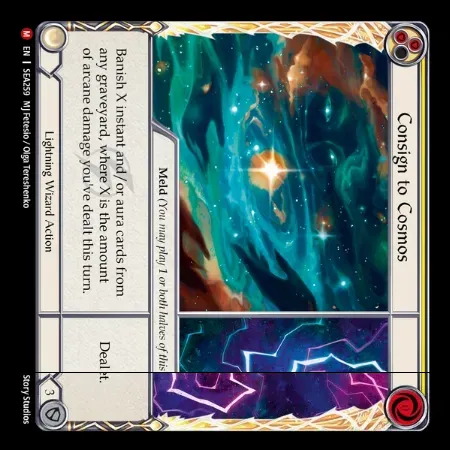 Consign to Cosmos
Meld (You may play 1 or both halves of this
Banish X instant and/or aura cards from
any graveyard, where X is the amount
of arcane damage you've dealt this turn.
Deal
t.
Lightning Wizard Action
3
M EN SEA259 MJ Fetesio / Olga Tereshenko
Story Studios